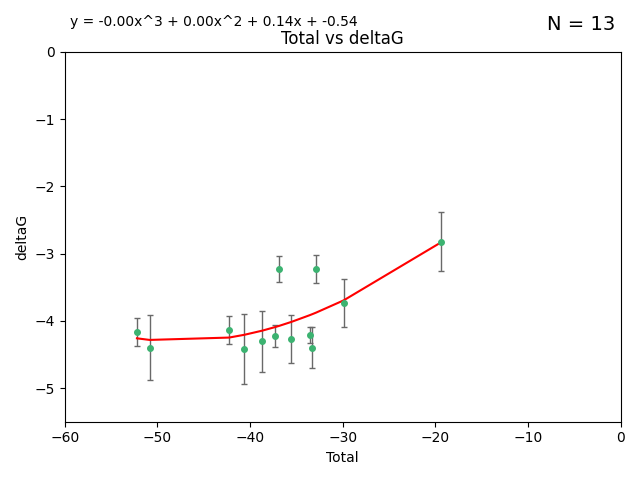 y = -0.00x^3 + 0.00x^2 + 0.14x + -0.54
N = 13
Total vs deltaG
0
−1
−2
−3
−4
−5
deltaG
−60 −50 −40 −30 −20 −10 0
Total